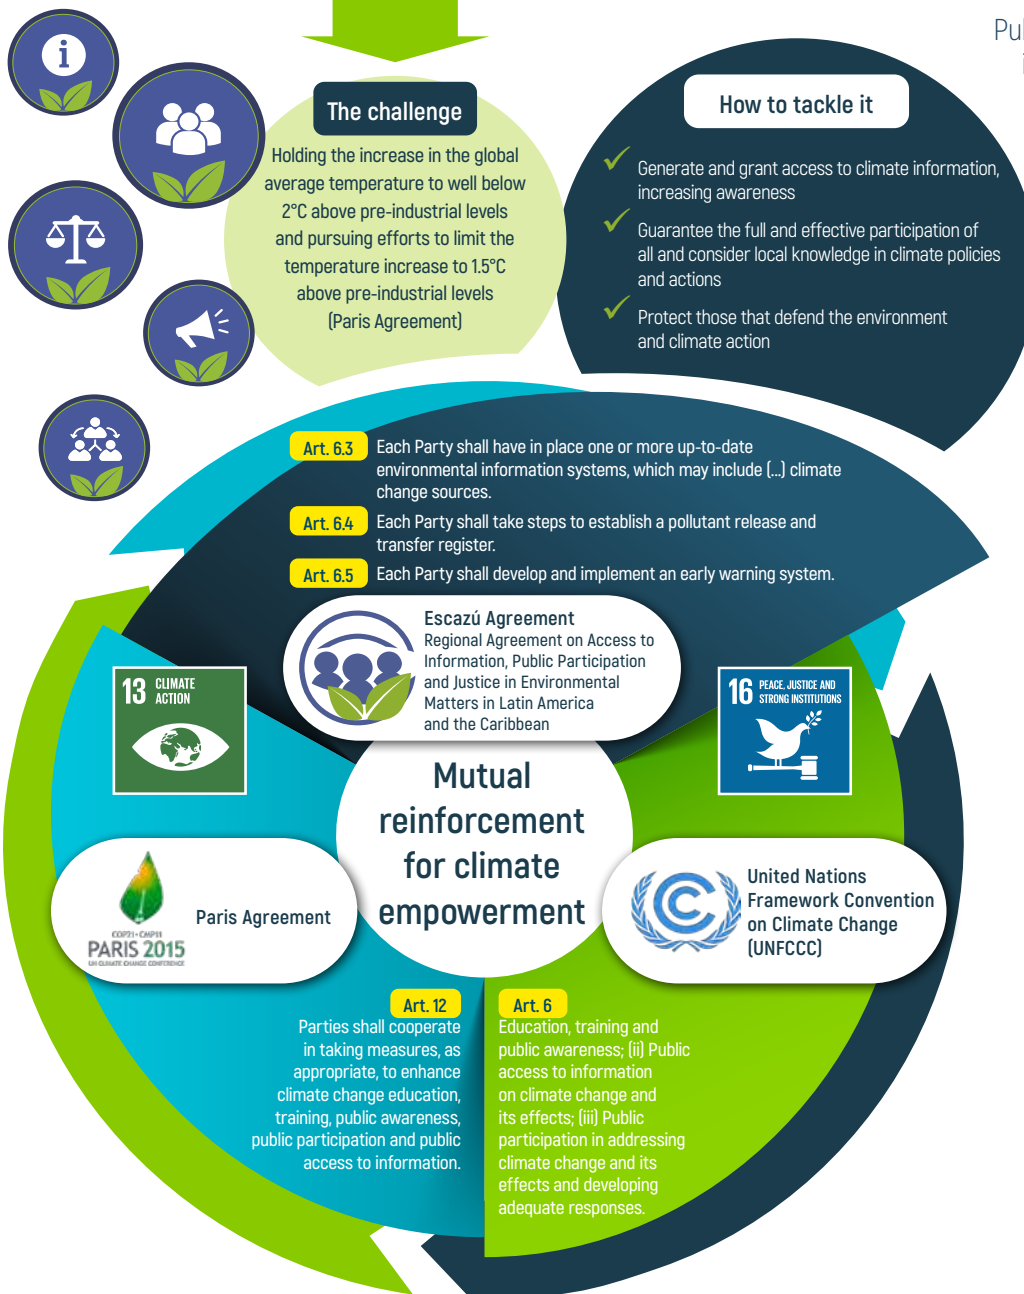 The challenge
Holding the increase in the global
average temperature to well below
2°C above pre-industrial levels
and pursuing efforts to limit the
temperature increase to 1.5°C
above pre-industrial levels
(Paris Agreement)
How to tackle it
Generate and grant access to climate information,
increasing awareness
Guarantee the full and effective participation of
all and consider local knowledge in climate policies
and actions
Protect those that defend the environment
and climate action
Art. 6.3
Each Party shall have in place one or more up-to-date
environmental information systems, which may include (...) climate
change sources.
Art. 6.4
Each Party shall take steps to establish a pollutant release and
transfer register.
Art. 6.5
Each Party shall develop and implement an early warning system.
Escazú Agreement
Regional Agreement on Access to
Information, Public Participation
and Justice in Environmental
Matters in Latin America
and the Caribbean
13 CLIMATE
ACTION
16 PEACE, JUSTICE AND
STRONG INSTITUTIONS
Mutual
reinforcement
for climate
empowerment
COP21•CMP11
PARIS 2015
UN CLIMATE CHANGE CONFERENCE
Paris Agreement
United Nations
Framework Convention
on Climate Change
(UNFCCC)
Art. 12
Parties shall cooperate
in taking measures, as
appropriate, to enhance
climate change education,
training, public awareness,
public participation and public
access to information.
Art. 6
Education, training and
public awareness; (ii) Public
access to information
on climate change and
its effects; (iii) Public
participation in addressing
climate change and its
effects and developing
adequate responses.